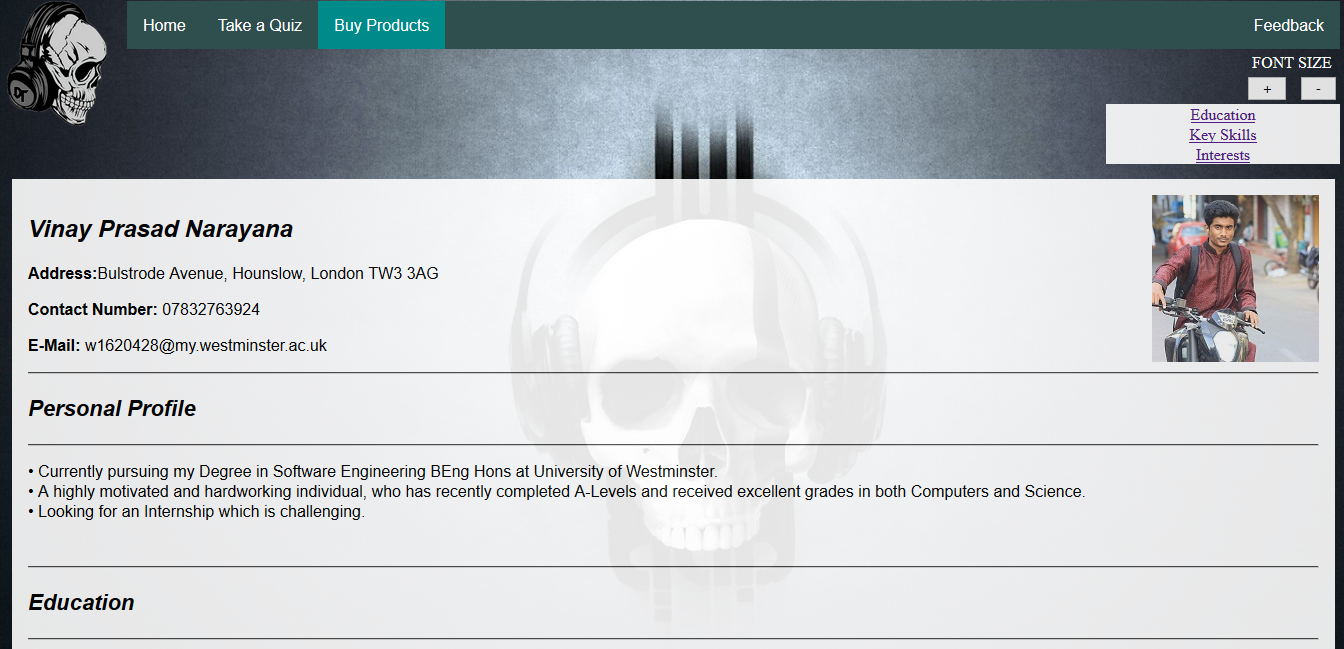 Home Take a Quiz Buy Products Feedback
FONT SIZE
+ -
Education
Key Skills
Interests
Vinay Prasad Narayana
Address:Bulstrode Avenue, Hounslow, London TW3 3AG
Contact Number: 07832763924
E-Mail: w1620428@my.westminster.ac.uk
Personal Profile
• Currently pursuing my Degree in Software Engineering BEng Hons at University of Westminster.
• A highly motivated and hardworking individual, who has recently completed A-Levels and received excellent grades in both Computers and Science.
• Looking for an Internship which is challenging.
Education